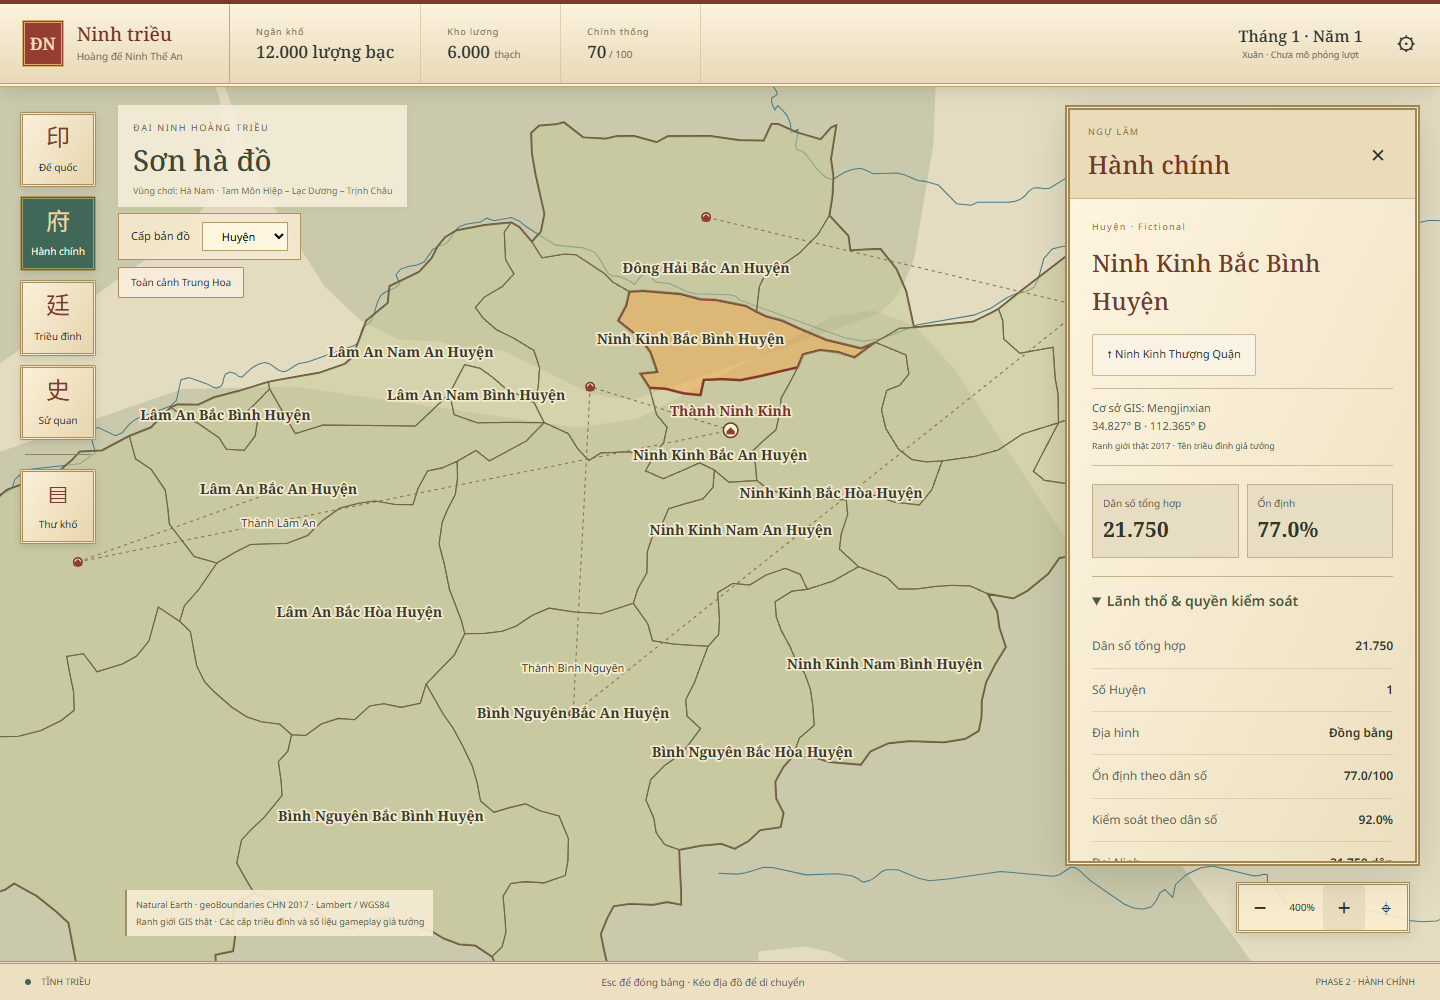 ĐN
Ninh triều
Hoàng đế Ninh Thế An
Ngân khố
12.000 lượng bạc
Kho lương
6.000 thạch
Chính thống
70 / 100
Tháng 1 · Năm 1
Xuân · Chưa mô phỏng lượt
印
Đế quốc
府
Hành chính
廷
Triều đình
史
Sử quan
Thư khố
ĐẠI NINH HOÀNG TRIỀU
Sơn hà đồ
Vùng chơi: Hà Nam · Tam Môn Hiệp – Lạc Dương – Trịnh Châu
Cấp bản đồ
Huyện
Toàn cảnh Trung Hoa
Đông Hải Bắc An Huyện
Ninh Kinh Bắc Bình Huyện
Lâm An Nam An Huyện
Lâm An Nam Bình Huyện
Lâm An Bắc Bình Huyện
Thành Ninh Kinh
Ninh Kinh Bắc An Huyện
Lâm An Bắc An Huyện
Ninh Kinh Bắc Hòa Huyện
Thành Lâm An
Ninh Kinh Nam An Huyện
Lâm An Bắc Hòa Huyện
Thành Bình Nguyên
Ninh Kinh Nam Bình Huyện
Bình Nguyên Bắc An Huyện
Bình Nguyên Bắc Hòa Huyện
Bình Nguyên Bắc Bình Huyện
Natural Earth · geoBoundaries CHN 2017 · Lambert / WGS84
Ranh giới GIS thật · Các cấp triều đình và số liệu gameplay giả tưởng
NGỰ LÃM
Hành chính
Huyện · Fictional
Ninh Kinh Bắc Bình
Huyện
↑ Ninh Kinh Thượng Quận
Cơ sở GIS: Mengjinxian
34.827° B · 112.365° Đ
Ranh giới thật 2017 · Tên triều đình giả tưởng
Dân số tổng hợp
21.750
Ổn định
77.0%
▼ Lãnh thổ & quyền kiểm soát
Dân số tổng hợp
21.750
Số Huyện
1
Địa hình
Đồng bằng
Ổn định theo dân số
77.0/100
Kiểm soát theo dân số
92.0%
Đại Ninh
21.750 dân
− 400% +
TĨNH TRIỀU
Esc để đóng bảng · Kéo địa đồ để di chuyển
PHASE 2 · HÀNH CHÍNH